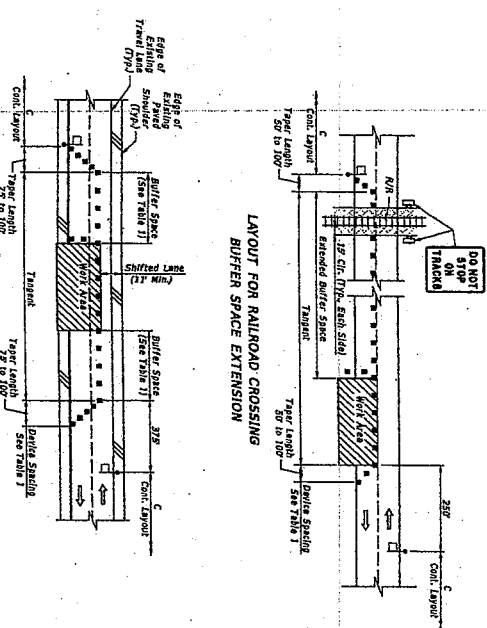 C
Cont. Layout
Taper Length
50' to 100'
R/R
15' Clr. (Typ., Each Side)
Extended Buffer Space
Tangent
DO NOT
STOP
ON
TRACKS
Work Area
Taper Length
50' to 100'
Device Spacing
See Table 1
250'
C
Cont. Layout
LAYOUT FOR RAILROAD CROSSING
BUFFER SPACE EXTENSION
Edge of
Existing
Travel Lane
(Typ.)
Edge of
Existing
Paved
Shoulder
(Typ.)
C
Cont. Layout
Taper Length
75' to 100'
Buffer Space
(See Table 1)
Shifted Lane
(11' Min.)
Work Area
Tangent
Buffer Space
(See Table 1)
Taper Length
75' to 100'
Device Spacing
See Table 1
375'
C
Cont. Layout